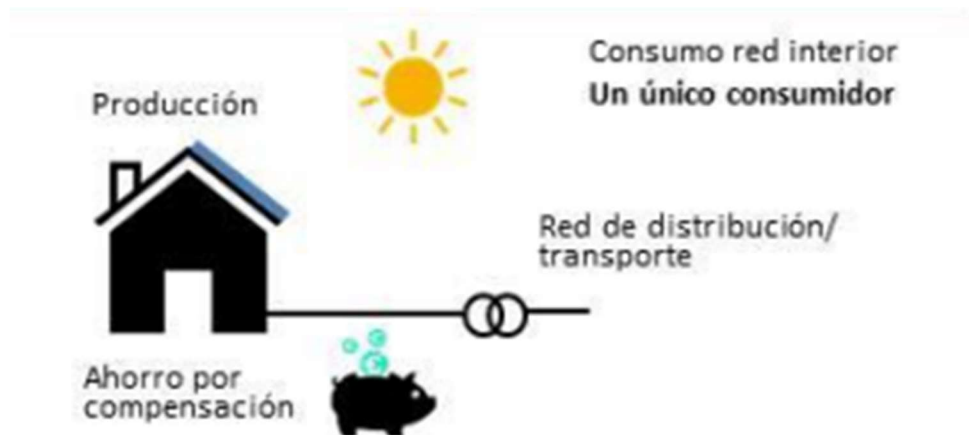 Consumo red interior
Un único consumidor
Producción
Red de distribución/
transporte
Ahorro por
compensación